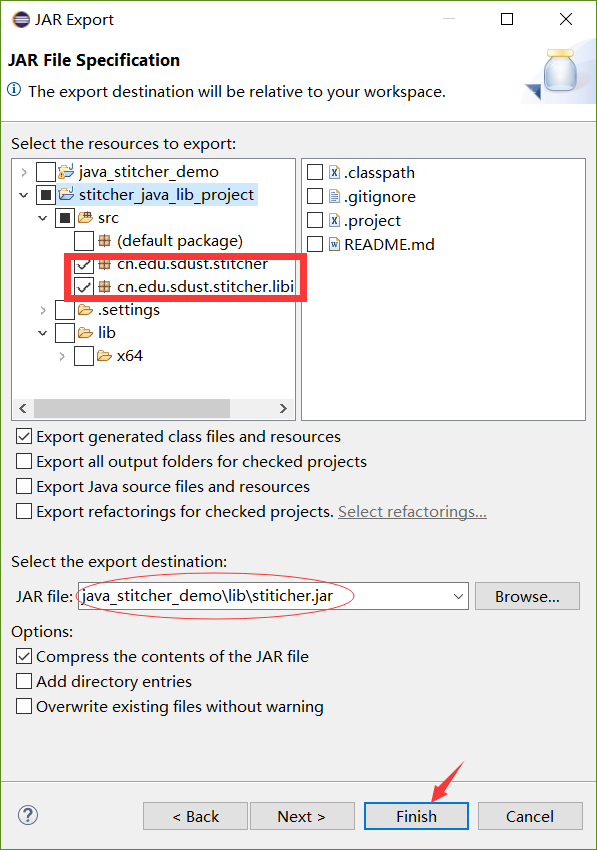 JAR Export
JAR File Specification
The export destination will be relative to your workspace.
Select the resources to export:
java_stitcher_demo
stitcher_java_lib_project
src
(default package)
cn.edu.sdust.stitcher
cn.edu.sdust.stitcher.libi
.settings
lib
x64
.classpath
.gitignore
.project
README.md
Export generated class files and resources
Export all output folders for checked projects
Export Java source files and resources
Export refactorings for checked projects. Select refactorings...
Select the export destination:
JAR file: java_stitcher_demo\lib\stiticher.jar Browse...
Options:
Compress the contents of the JAR file
Add directory entries
Overwrite existing files without warning
? < Back Next > Finish Cancel